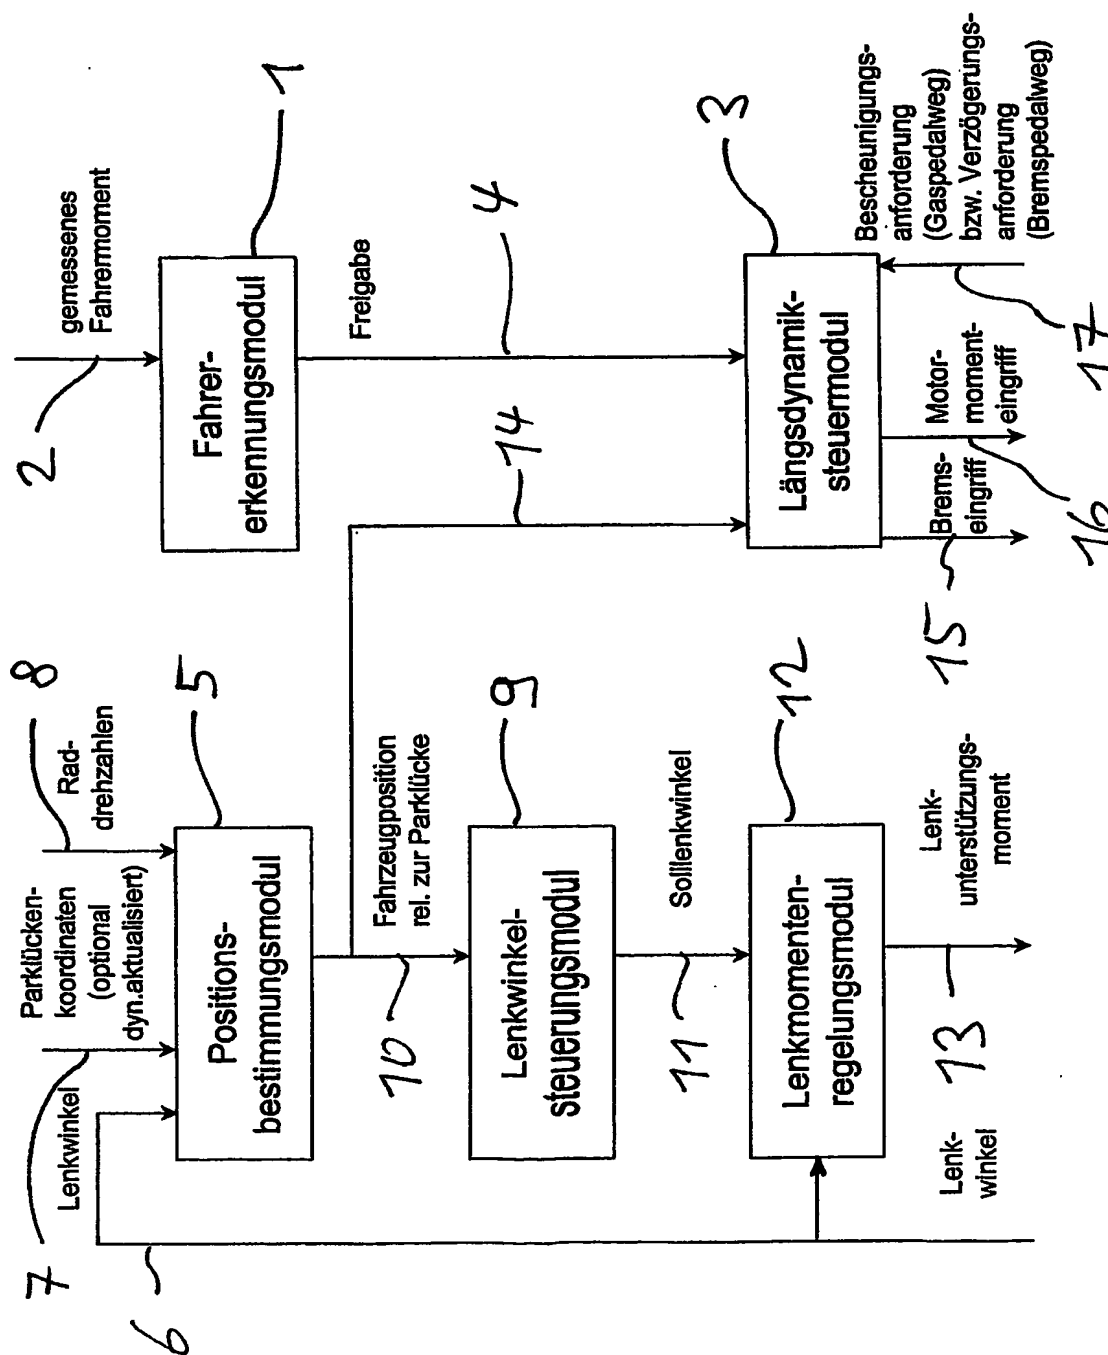 2
gemessenes
Fahrermoment
Fahrer-
erkennungsmodul
1
Freigabe
4
14
3
Längsdynamik-
steuermodul
Bescheunigungs-
anforderung
(Gaspedalweg)
bzw. Verzögerungs-
anforderung
(Bremspedalweg)
17
Motor-
moment-
eingriff
16
Brems-
eingriff
15
8
Rad-
drehzahlen
Parklücken-
koordinaten
(optional
dyn.aktualisiert)
7
Lenkwinkel
6
5
Positions-
bestimmungsmodul
Fahrzeugposition
rel. zur Parklücke
10
9
Lenkwinkel-
steuerungsmodul
Solllenkwinkel
11
12
Lenkmomenten-
regelungsmodul
Lenk-
unterstützungs-
moment
13
Lenk-
winkel